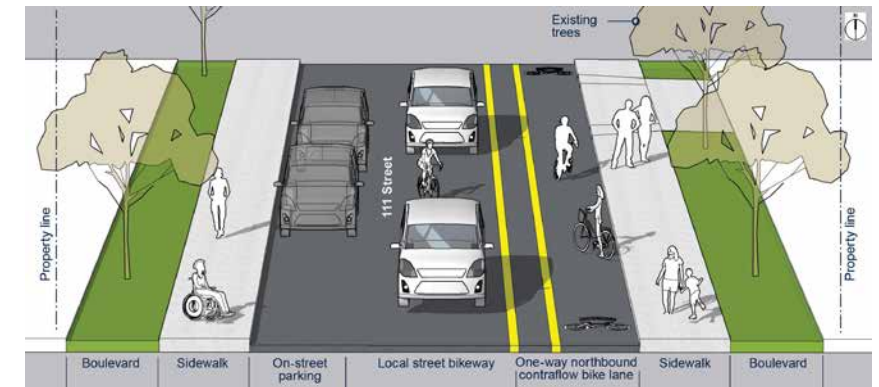 Existing
trees
Property line
111 Street
Property line
Boulevard
Sidewalk
On-street
parking
Local street bikeway
One-way northbound
contraflow bike lane
Sidewalk
Boulevard